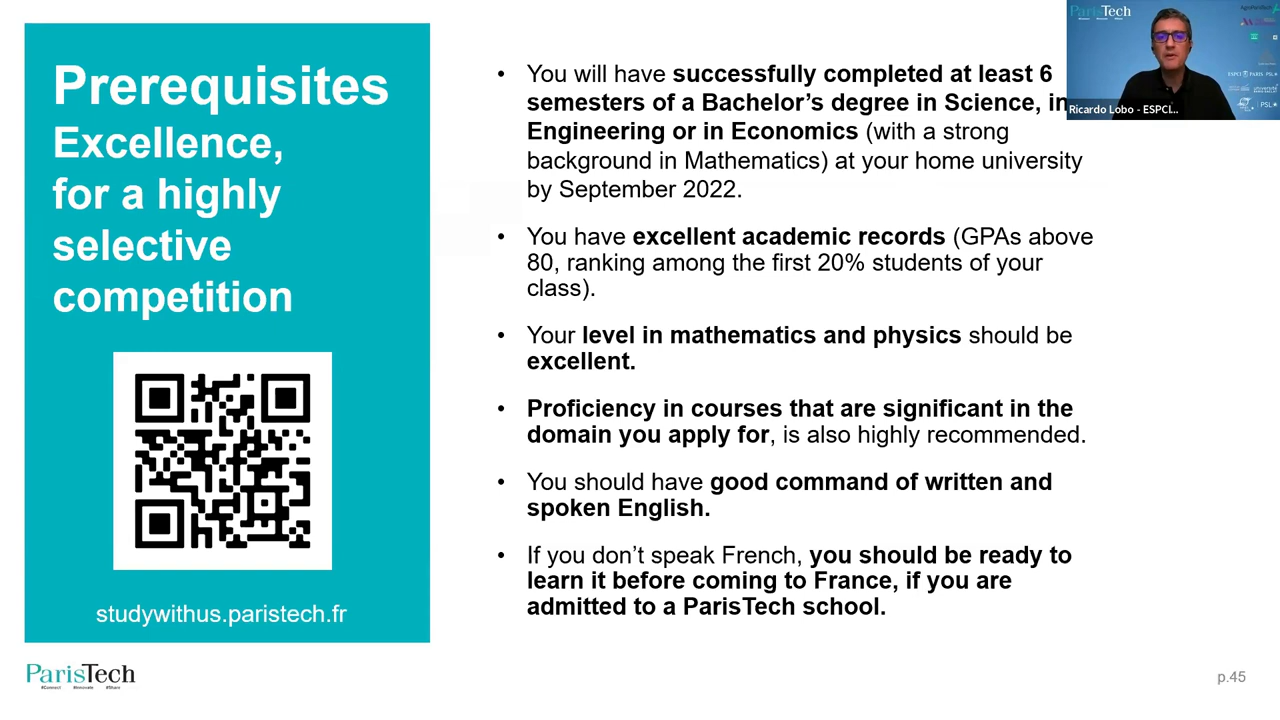 Prerequisites
Excellence,
for a highly
selective
competition
studywithus.paristech.fr
ParisTech
#Connect #Innovate #Share
• You will have successfully completed at least 6
semesters of a Bachelor’s degree in Science, in
Engineering or in Economics (with a strong
background in Mathematics) at your home university
by September 2022.
• You have excellent academic records (GPAs above
80, ranking among the first 20% students of your
class).
• Your level in mathematics and physics should be
excellent.
• Proficiency in courses that are significant in the
domain you apply for, is also highly recommended.
• You should have good command of written and
spoken English.
• If you don’t speak French, you should be ready to
learn it before coming to France, if you are
admitted to a ParisTech school.
ParisTech
AgroParisTech
ESPCI PARIS PSL
PSL
Ricardo Lobo - ESPCI...
p.45